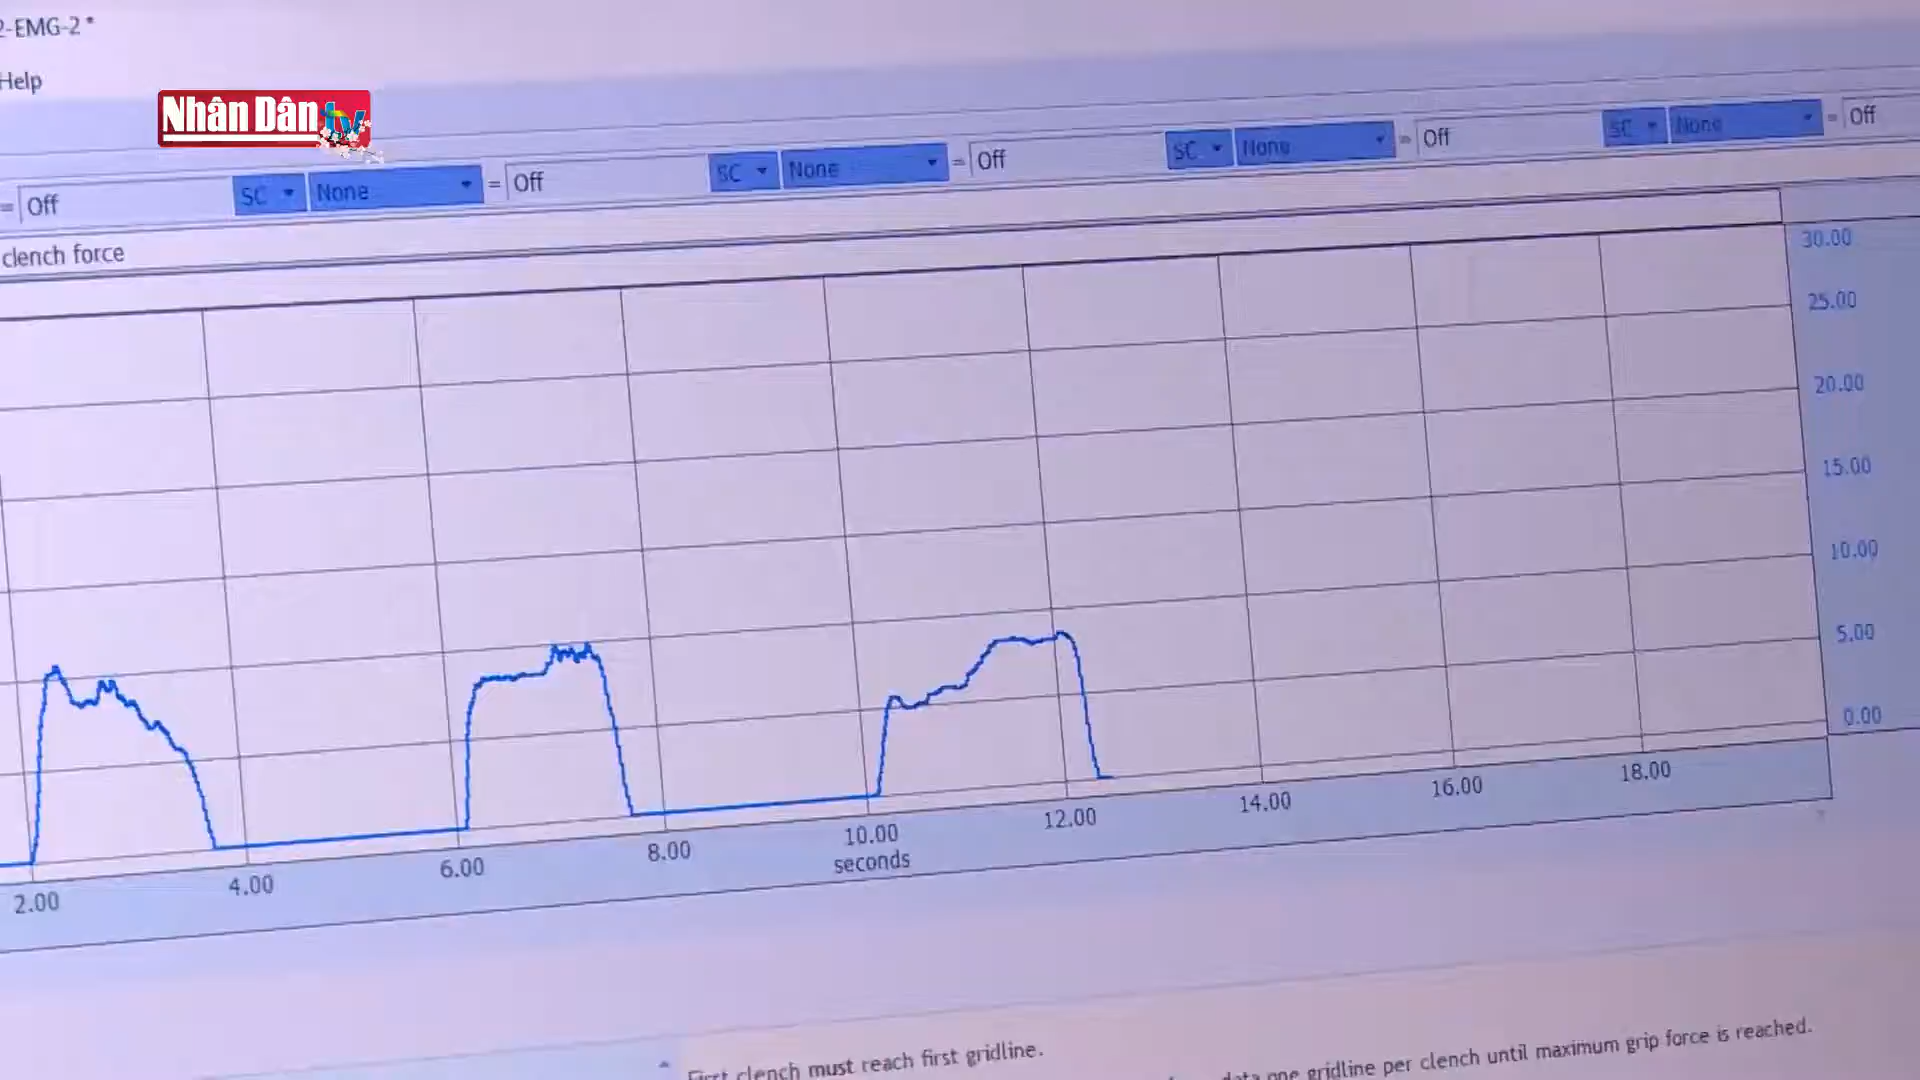 2-EMG-2 *
Help
Nhân Dân tv
= Off SC None = Off SC None = Off SC None = Off SC None = Off
clench force
30.00
25.00
20.00
15.00
10.00
5.00
0.00
2.00 4.00 6.00 8.00 10.00 12.00 14.00 16.00 18.00
seconds
First clench must reach first gridline.
data one gridline per clench until maximum grip force is reached.